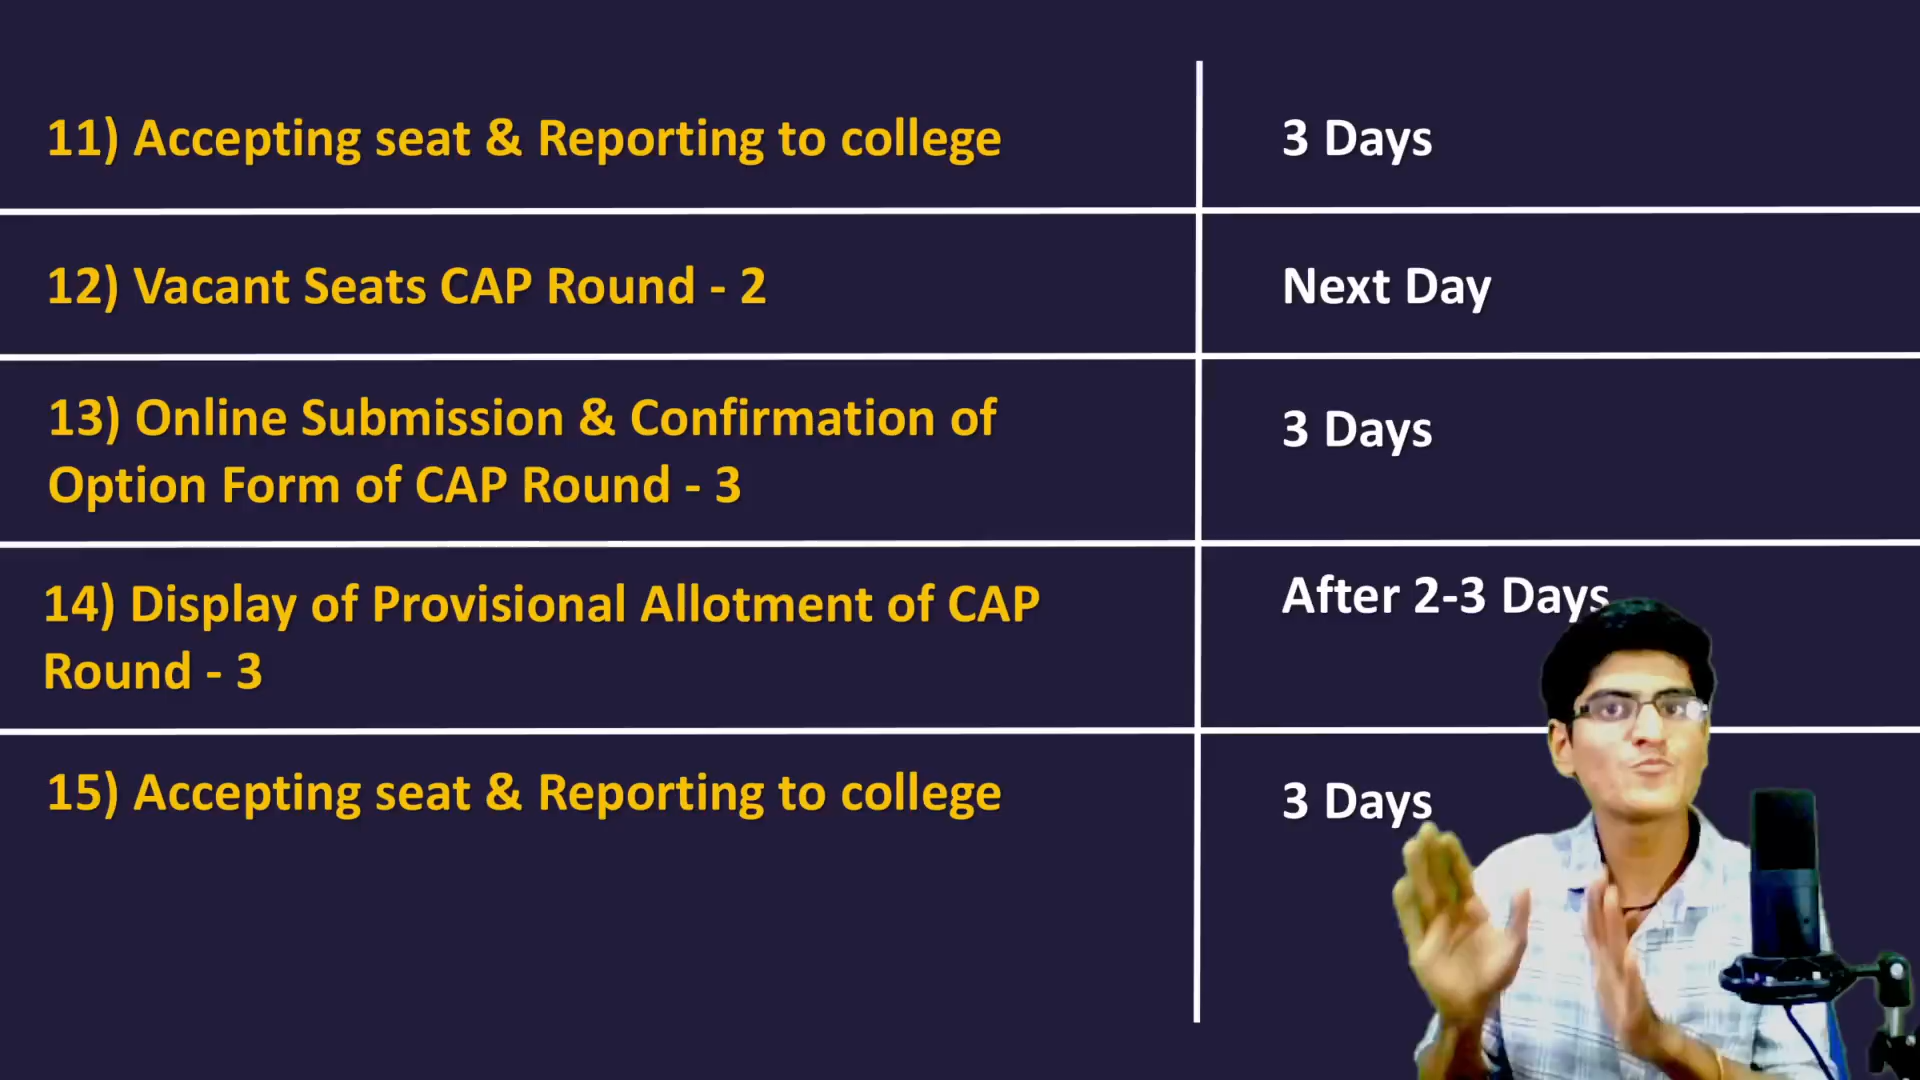 11) Accepting seat & Reporting to college
3 Days
12) Vacant Seats CAP Round - 2
Next Day
13) Online Submission & Confirmation of
Option Form of CAP Round - 3
3 Days
14) Display of Provisional Allotment of CAP
Round - 3
After 2-3 Days
15) Accepting seat & Reporting to college
3 Days